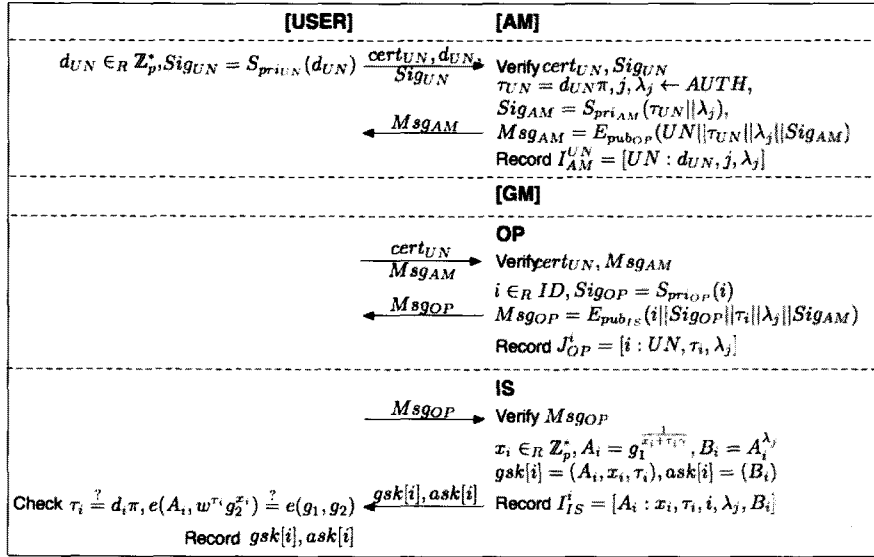 [USER] [AM]
d_{UN} ∈_R ℤ_p^*, Sig_{UN} = S_{pri_{UN}}(d_{UN}) cert_{UN}, d_{UN}, Verify cert_{UN}, Sig_{UN}
Sig_{UN} τ_{UN} = d_{UN}π, j, λ_j ← AUTH,
Sig_{AM} = S_{pri_{AM}}(τ_{UN}||λ_j),
Msg_{AM} Msg_{AM} = E_{pub_{OP}}(UN||τ_{UN}||λ_j||Sig_{AM})
Record I_{AM}^{UN} = [UN : d_{UN}, j, λ_j]
[GM]
OP
cert_{UN} Verify cert_{UN}, Msg_{AM}
Msg_{AM}
i ∈_R ID, Sig_{OP} = S_{pri_{OP}}(i)
Msg_{OP} Msg_{OP} = E_{pub_{IS}}(i||Sig_{OP}||τ_i||λ_j||Sig_{AM})
Record J_{OP}^i = [i : UN, τ_i, λ_j]
IS
Msg_{OP} Verify Msg_{OP}
x_i ∈_R ℤ_p^*, A_i = g_1^{\frac{1}{x_i+τ_iγ}}, B_i = A_i^{λ_j}
gsk[i] = (A_i, x_i, τ_i), ask[i] = (B_i)
Check τ_i ≟ d_iπ, e(A_i, w^{τ_i}g_2^{x_i}) ≟ e(g_1, g_2) gsk[i], ask[i] Record I_{IS}^i = [A_i : x_i, τ_i, i, λ_j, B_i]
Record gsk[i], ask[i]